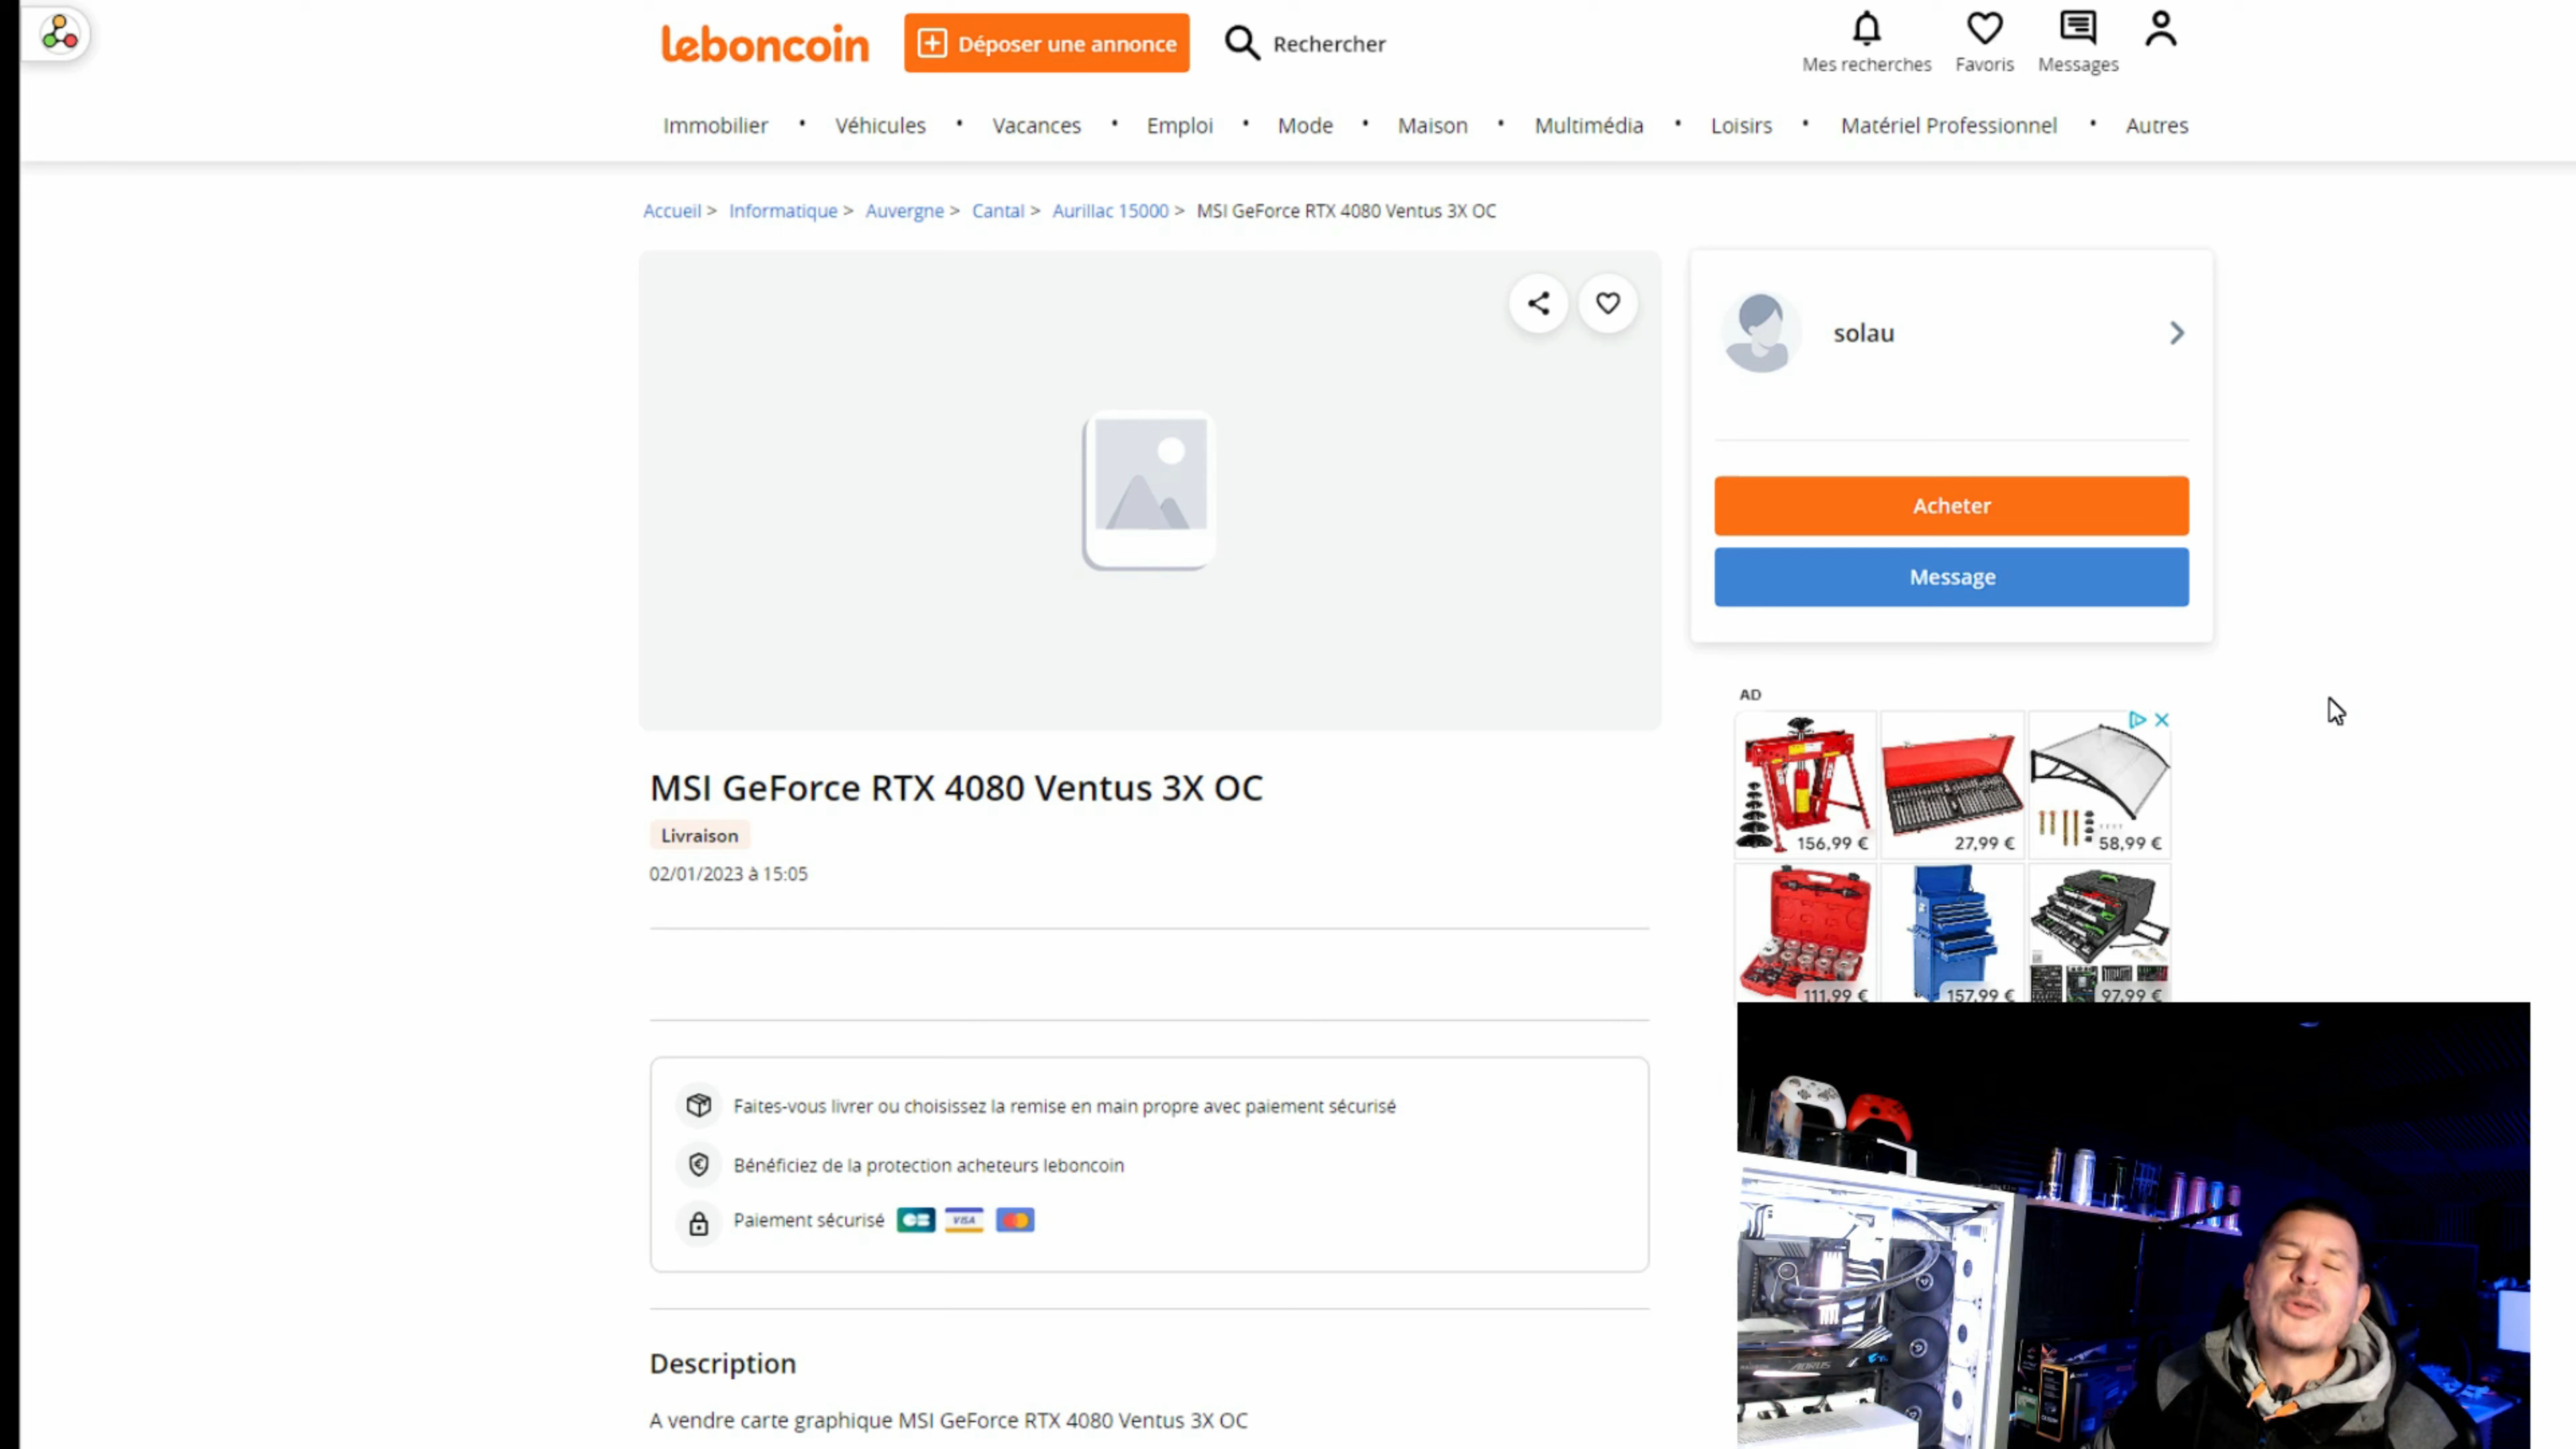 leboncoin
Déposer une annonce
Rechercher
Mes recherches
Favoris
Messages
Immobilier • Véhicules • Vacances • Emploi • Mode • Maison • Multimédia • Loisirs • Matériel Professionnel • Autres
Accueil > Informatique > Auvergne > Cantal > Aurillac 15000 > MSI GeForce RTX 4080 Ventus 3X OC
solau
Acheter
Message
AD
156,99 €
27,99 €
58,99 €
111,99 €
157,99 €
97,99 €
MSI GeForce RTX 4080 Ventus 3X OC
Livraison
02/01/2023 à 15:05
Faites-vous livrer ou choisissez la remise en main propre avec paiement sécurisé
Bénéficiez de la protection acheteurs leboncoin
Paiement sécurisé
CB
VISA
Description
A vendre carte graphique MSI GeForce RTX 4080 Ventus 3X OC
AORUS